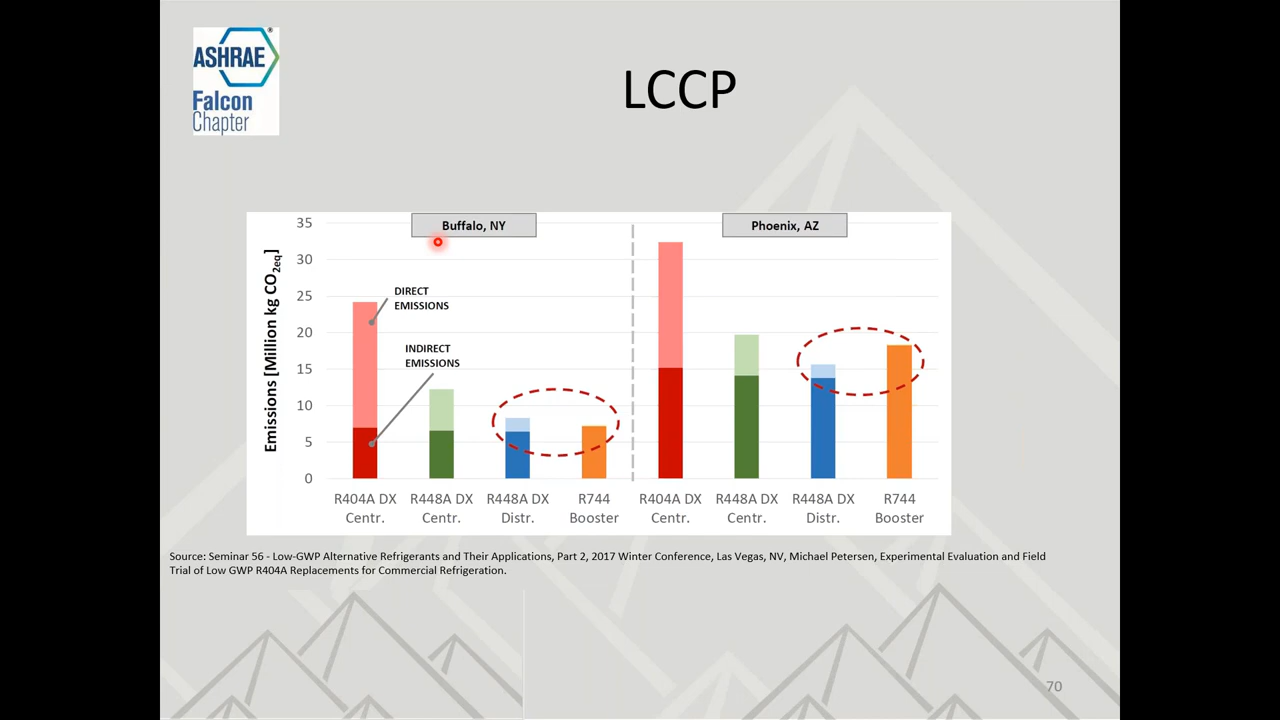 ASHRAE
®
Falcon
Chapter
LCCP
Buffalo, NY
Phoenix, AZ
Emissions [Million kg CO2eq]
35
30
25
20
15
10
5
0
DIRECT
EMISSIONS
INDIRECT
EMISSIONS
R404A DX
Centr.
R448A DX
Centr.
R448A DX
Distr.
R744
Booster
R404A DX
Centr.
R448A DX
Centr.
R448A DX
Distr.
R744
Booster
Source: Seminar 56 - Low-GWP Alternative Refrigerants and Their Applications, Part 2, 2017 Winter Conference, Las Vegas, NV, Michael Petersen, Experimental Evaluation and Field
Trial of Low GWP R404A Replacements for Commercial Refrigeration.
70